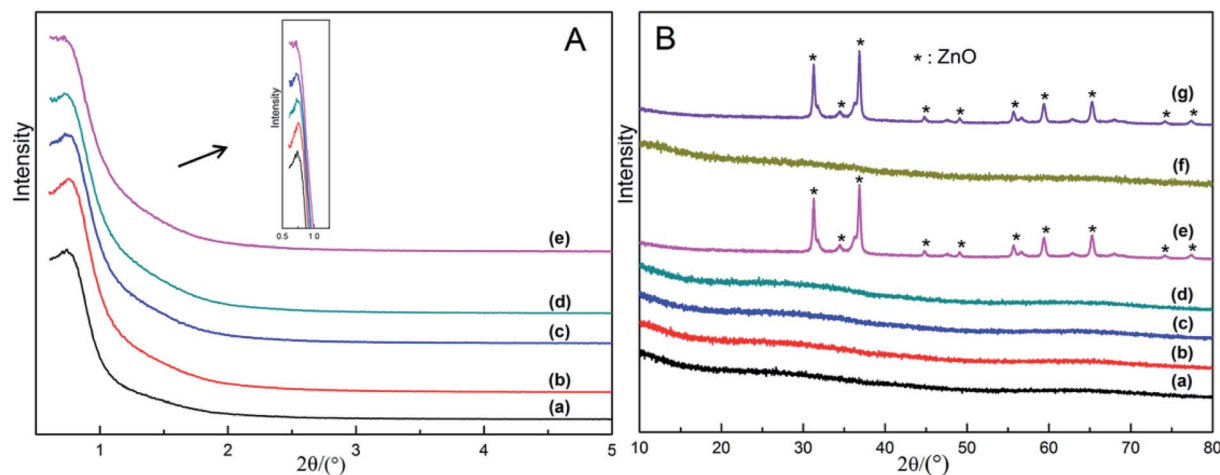 A
Intensity
Intensity
0.5 1.0
(e)
(d)
(c)
(b)
(a)
1 2 3 4 5
2θ/(°)
B
* : ZnO
Intensity
* * * * * * * * * *
(g)
(f)
* * * * * * * * * *
(e)
(d)
(c)
(b)
(a)
10 20 30 40 50 60 70 80
2θ/(°)